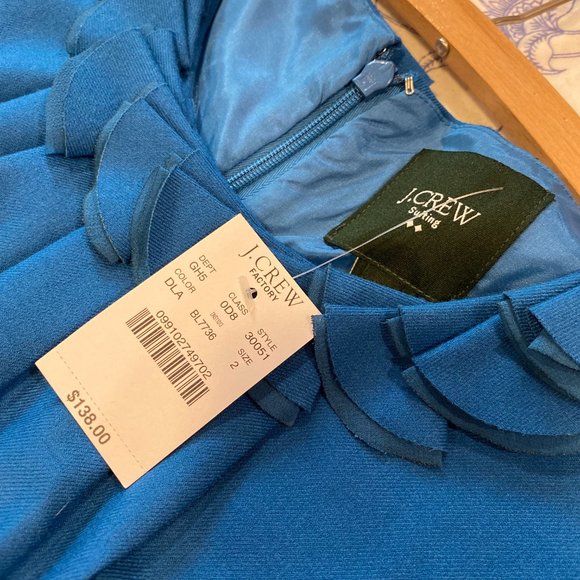 J.CREW
Suiting
J.CREW
FACTORY
DEPT CLASS STYLE
GH5 0D8 30051
COLOR SIZE
DLA BL7736 2
099102749702
$138.00